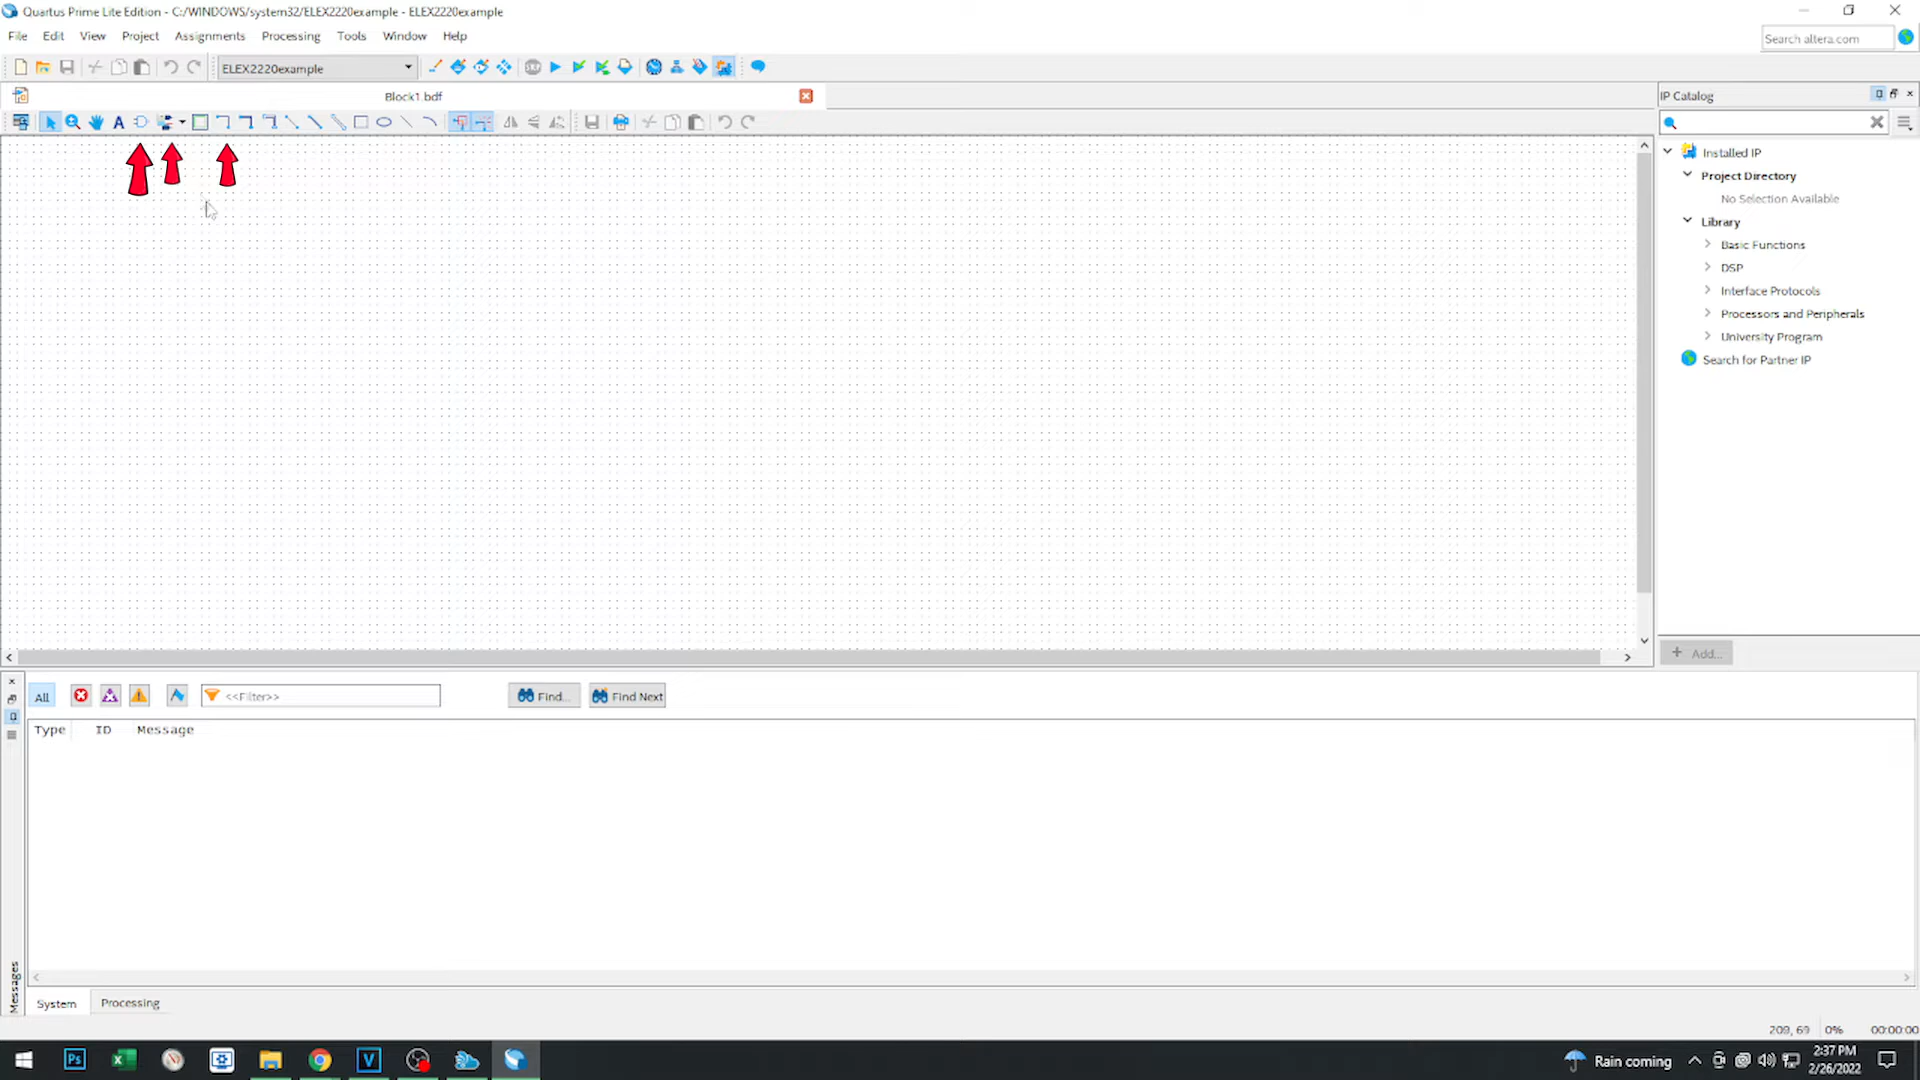 Quartus Prime Lite Edition - C:/WINDOWS/system32/ELEX2220example - ELEX2220example
File Edit View Project Assignments Processing Tools Window Help
Search altera.com
ELEX2220example
Block1.bdf
IP Catalog
A
Installed IP
Project Directory
No Selection Available
Library
Basic Functions
DSP
Interface Protocols
Processors and Peripherals
University Program
Search for Partner IP
+ Add...
All <<Filter>> Find... Find Next
Type ID Message
Messages
System Processing
209, 69 0% 00:00:00
Ps V Rain coming 2:37 PM
2/26/2022